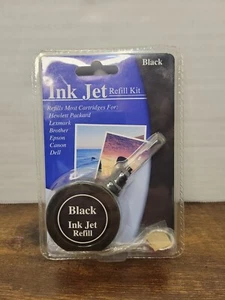 Black
Ink Jet Refill Kit
Refills Most Cartridges For
Hewlett Packard
Lexmark
Brother
Epson
Canon
Dell
Black
Ink Jet
Refill